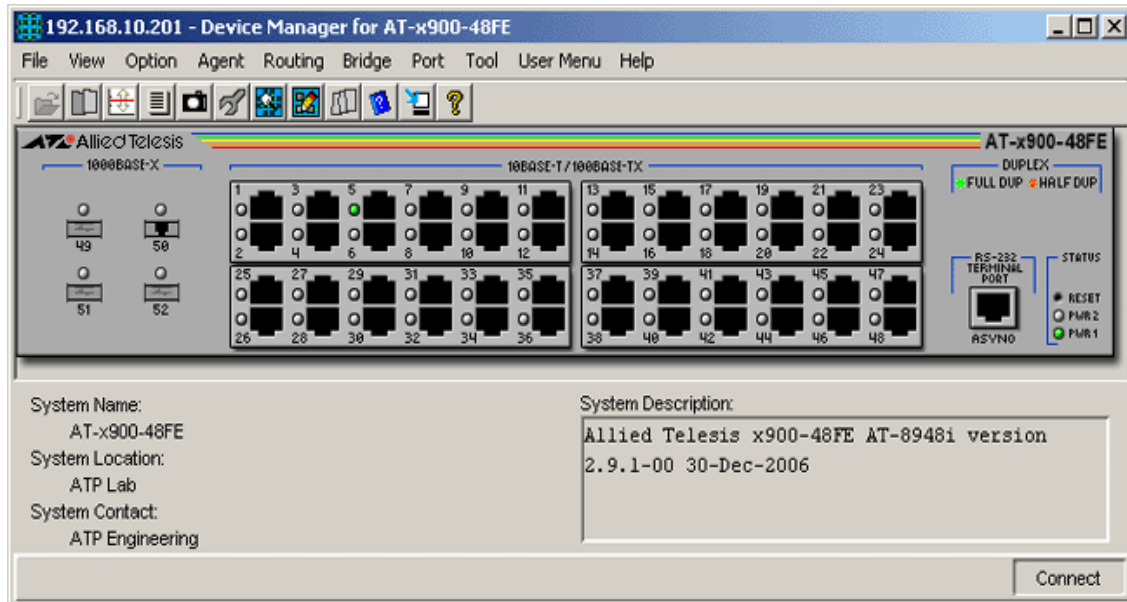 192.168.10.201 - Device Manager for AT-x900-48FE
File View Option Agent Routing Bridge Port Tool User Menu Help
Allied Telesis
AT-x900-48FE
1000BASE-X
10BASE-T/100BASE-TX
DUPLEX
FULL DUP HALF DUP
1 3 5 7 9 11 13 15 17 19 21 23
49 50
2 4 6 8 10 12 14 16 18 20 22 24
RS-232
TERMINAL
PORT
STATUS
25 27 29 31 33 35 37 39 41 43 45 47
51 52
RESET
PWR2
PWR1
26 28 30 32 34 36 38 40 42 44 46 48
ASYN0
System Name:
AT-x900-48FE
System Location:
ATP Lab
System Contact:
ATP Engineering
System Description:
Allied Telesis x900-48FE AT-8948i version
2.9.1-00 30-Dec-2006
Connect